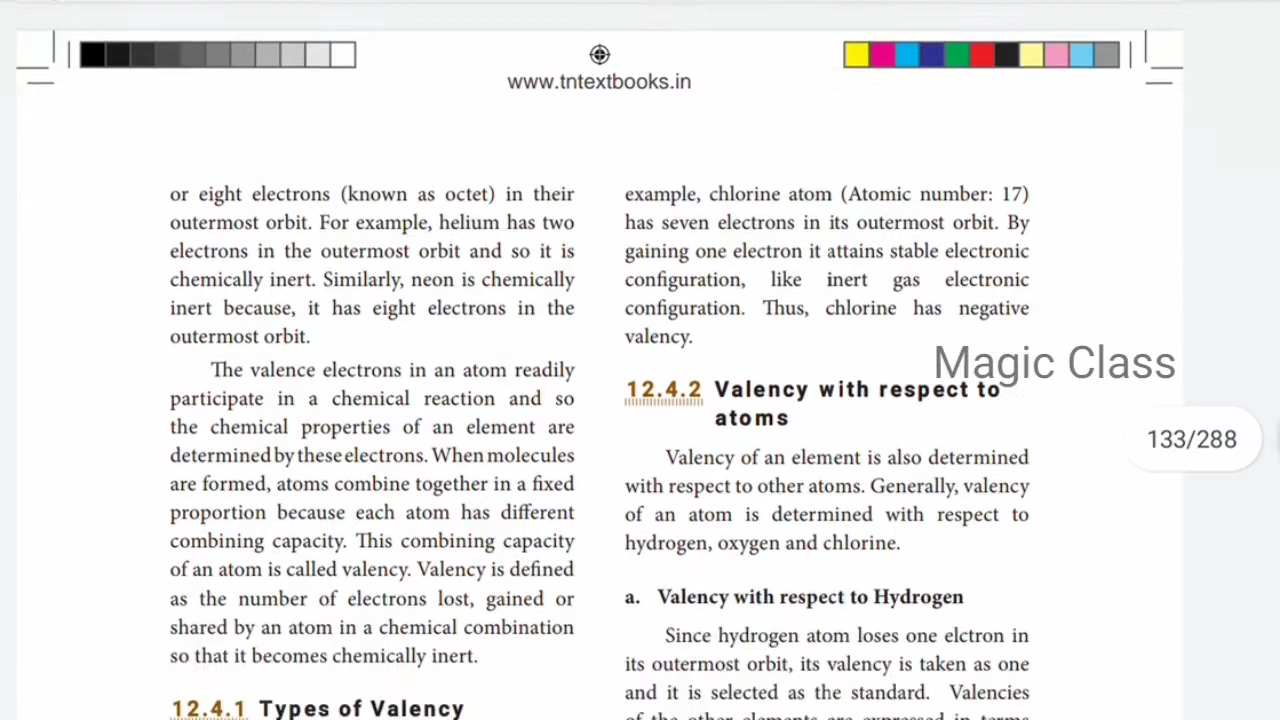 www.tntextbooks.in
or eight electrons (known as octet) in their
outermost orbit. For example, helium has two
electrons in the outermost orbit and so it is
chemically inert. Similarly, neon is chemically
inert because, it has eight electrons in the
outermost orbit.
The valence electrons in an atom readily
participate in a chemical reaction and so
the chemical properties of an element are
determined by these electrons. When molecules
are formed, atoms combine together in a fixed
proportion because each atom has different
combining capacity. This combining capacity
of an atom is called valency. Valency is defined
as the number of electrons lost, gained or
shared by an atom in a chemical combination
so that it becomes chemically inert.
12.4.1 Types of Valency
example, chlorine atom (Atomic number: 17)
has seven electrons in its outermost orbit. By
gaining one electron it attains stable electronic
configuration, like inert gas electronic
configuration. Thus, chlorine has negative
valency.
Magic Class
12.4.2 Valency with respect to
atoms
133/288
Valency of an element is also determined
with respect to other atoms. Generally, valency
of an atom is determined with respect to
hydrogen, oxygen and chlorine.
a. Valency with respect to Hydrogen
Since hydrogen atom loses one elctron in
its outermost orbit, its valency is taken as one
and it is selected as the standard. Valencies
of the other elements are expressed in terms